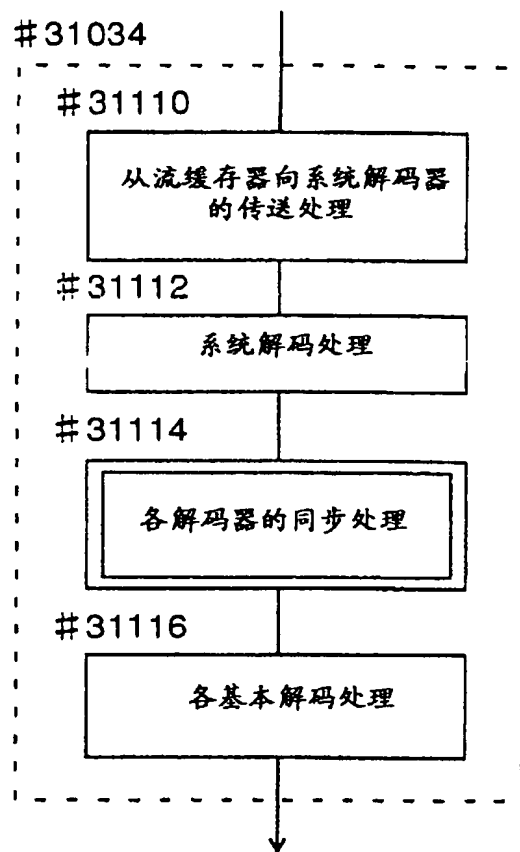 #31034
#31110
从流缓存器向系统解码器
的传送处理
#31112
系统解码处理
#31114
各解码器的同步处理
#31116
各基本解码处理